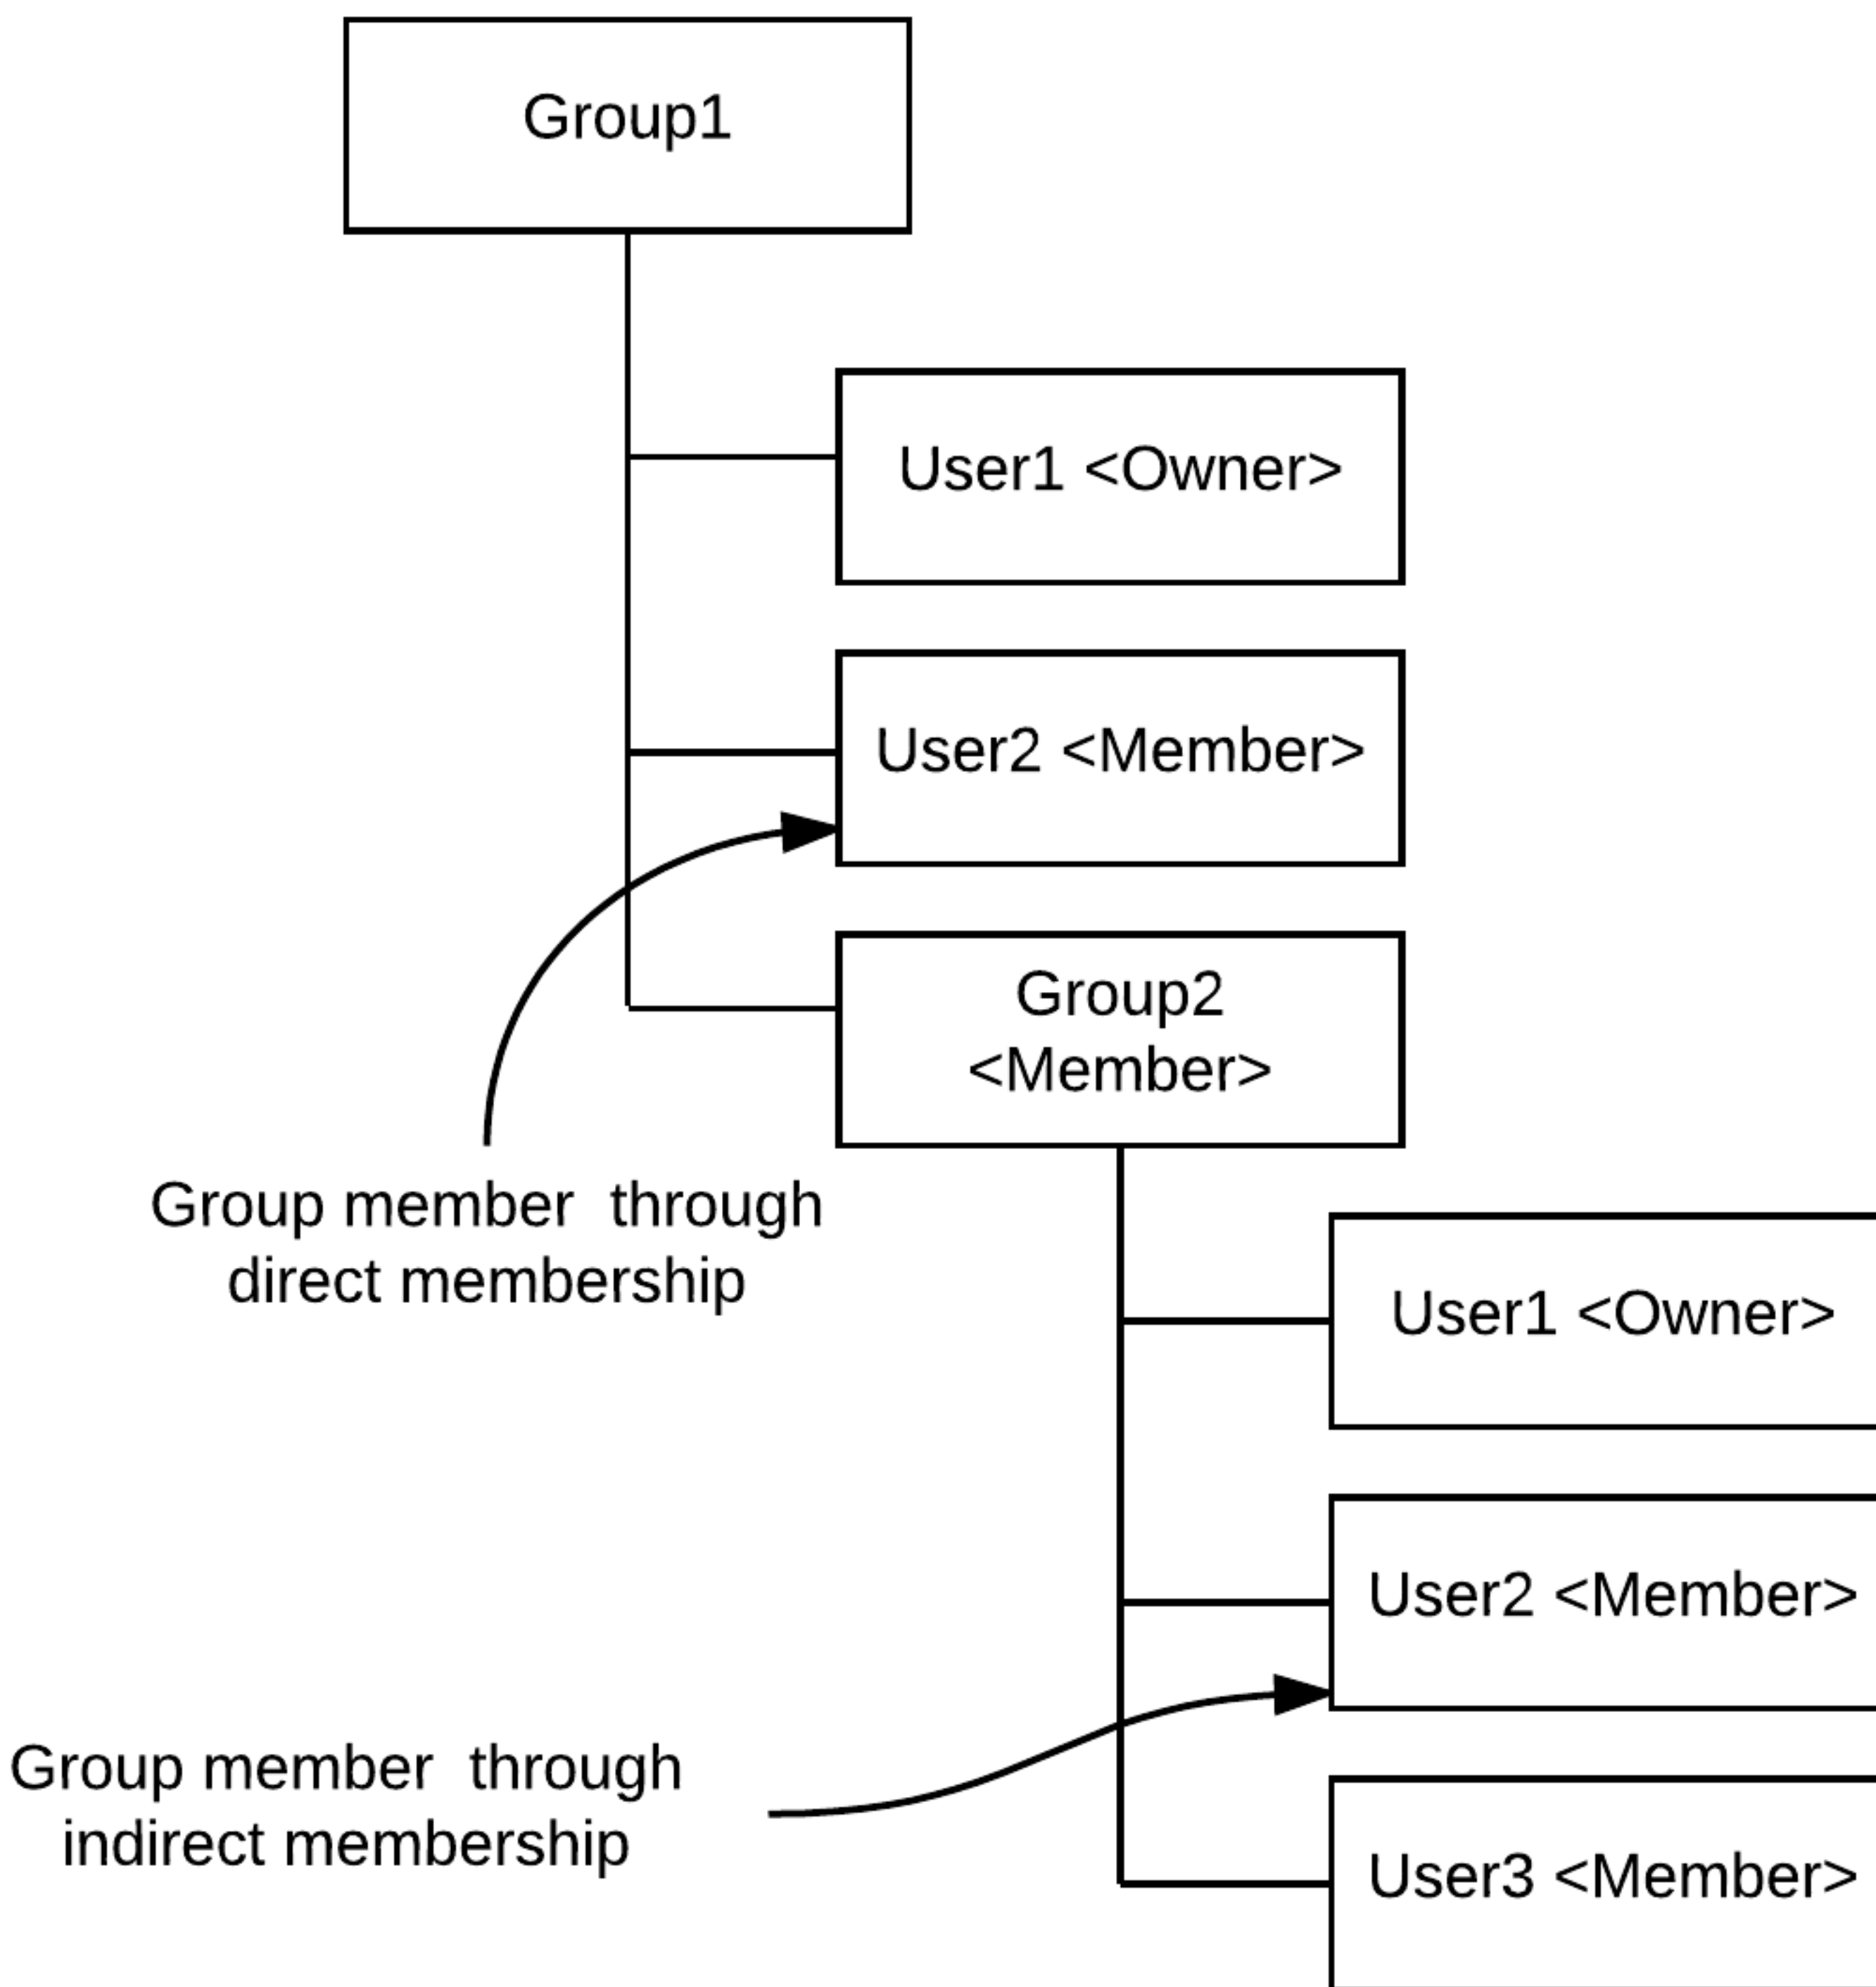 Group1
User1 <Owner>
User2 <Member>
Group2
<Member>
Group member  through
direct membership
User1 <Owner>
User2 <Member>
Group member  through
indirect membership
User3 <Member>